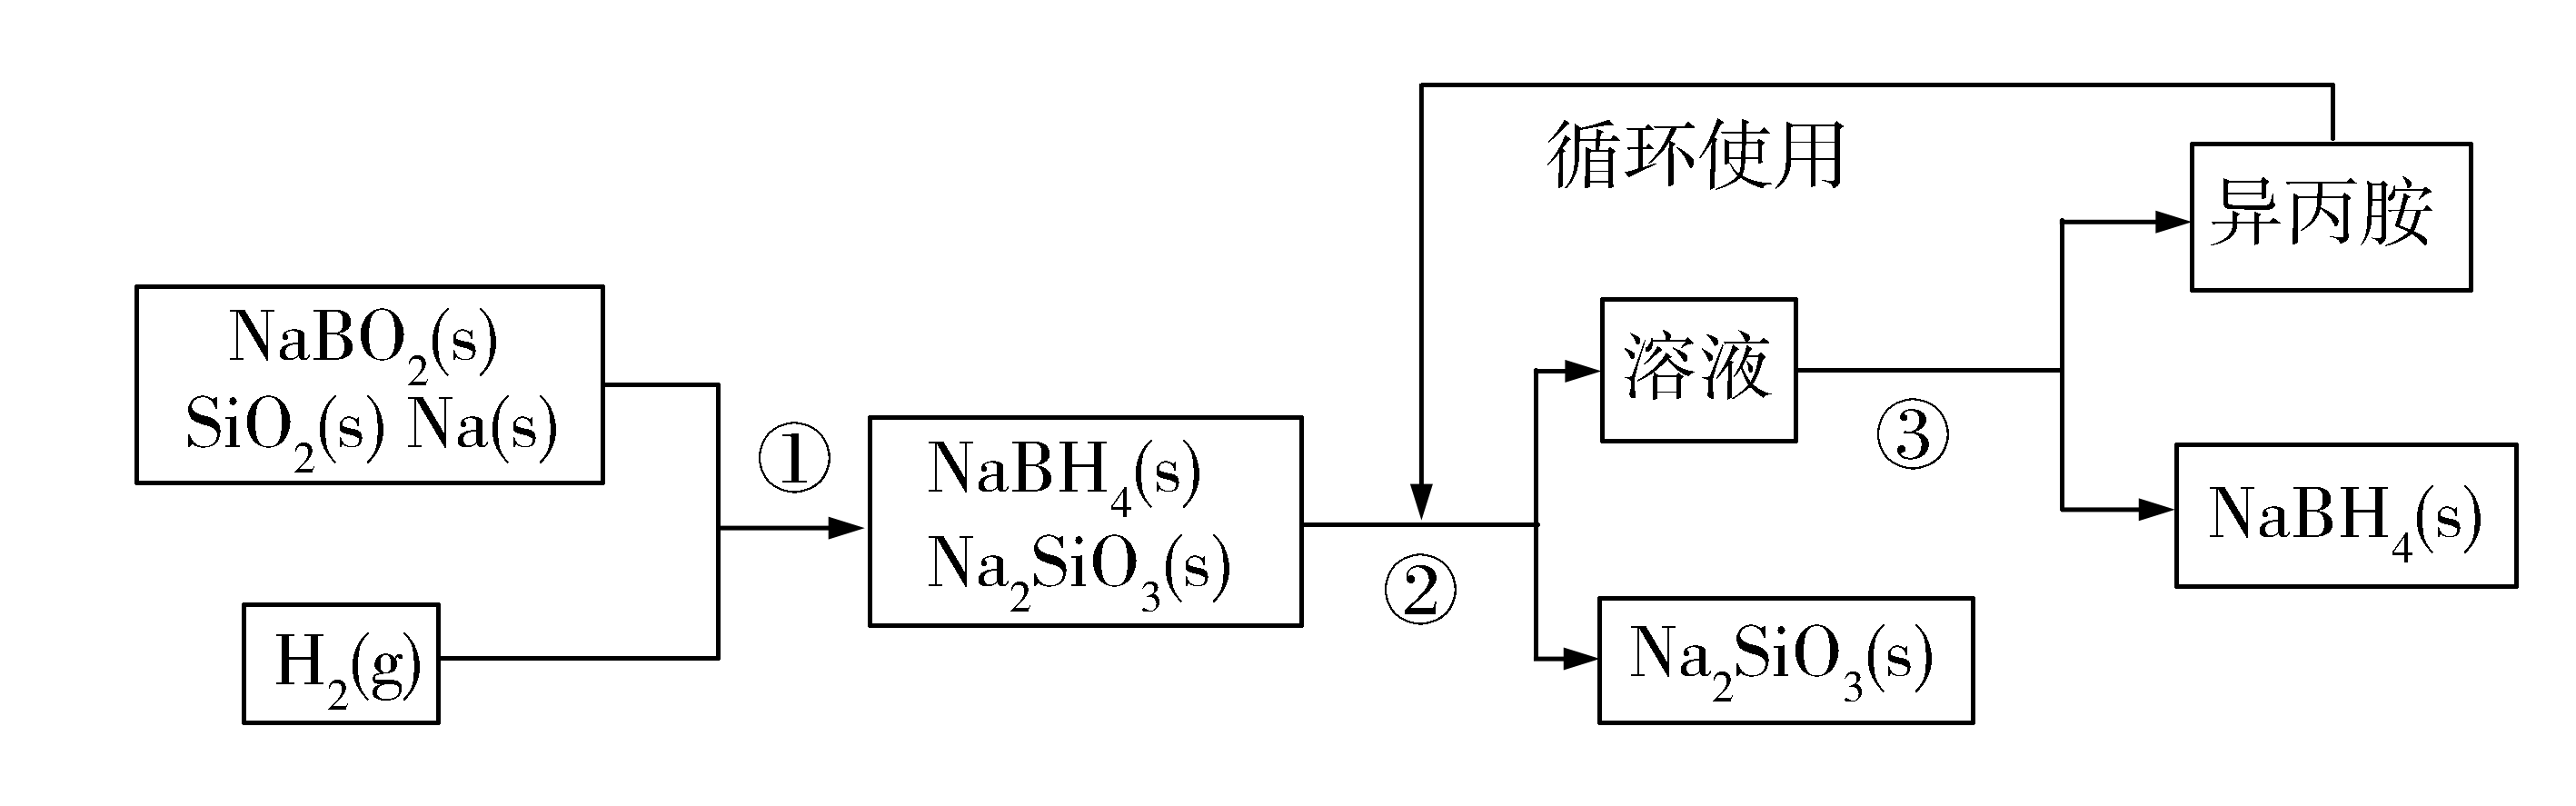 NaBO₂(s)
SiO₂(s) Na(s)
H₂(g)
①
NaBH₄(s)
Na₂SiO₃(s)
循环使用
②
溶液
Na₂SiO₃(s)
③
异丙胺
NaBH₄(s)